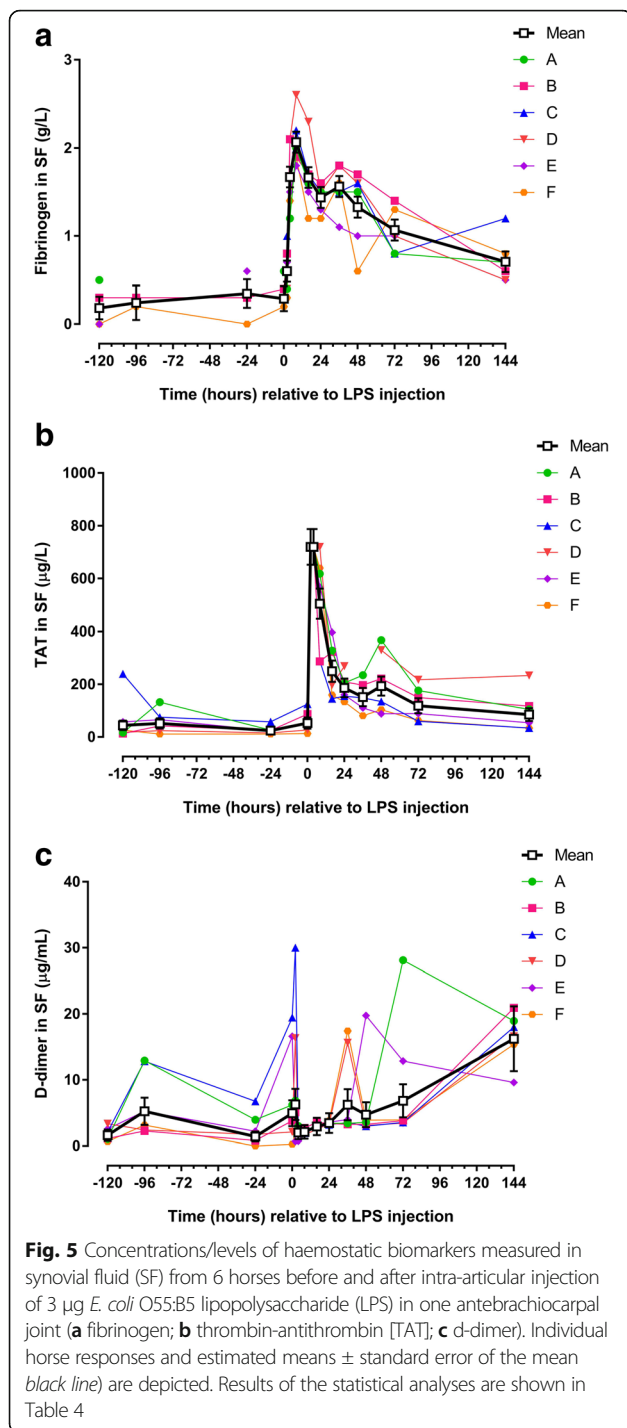 a
Mean
A
B
C
D
E
F
Fibrinogen in SF (g/L)
3
2
1
0
-120 -96 -72 -48 -24 0 24 48 72 96 120 144
Time (hours) relative to LPS injection
b
Mean
A
B
C
D
E
F
TAT in SF (µg/L)
1000
800
600
400
200
0
-120 -96 -72 -48 -24 0 24 48 72 96 120 144
Time (hours) relative to LPS injection
c
Mean
A
B
C
D
E
F
D-dimer in SF (µg/mL)
40
30
20
10
0
-120 -96 -72 -48 -24 0 24 48 72 96 120 144
Time (hours) relative to LPS injection
Fig. 5 Concentrations/levels of haemostatic biomarkers measured in
synovial fluid (SF) from 6 horses before and after intra-articular injection
of 3 µg E. coli O55:B5 lipopolysaccharide (LPS) in one antebrachiocarpal
joint (a fibrinogen; b thrombin-antithrombin [TAT]; c d-dimer). Individual
horse responses and estimated means ± standard error of the mean
black line) are depicted. Results of the statistical analyses are shown in
Table 4